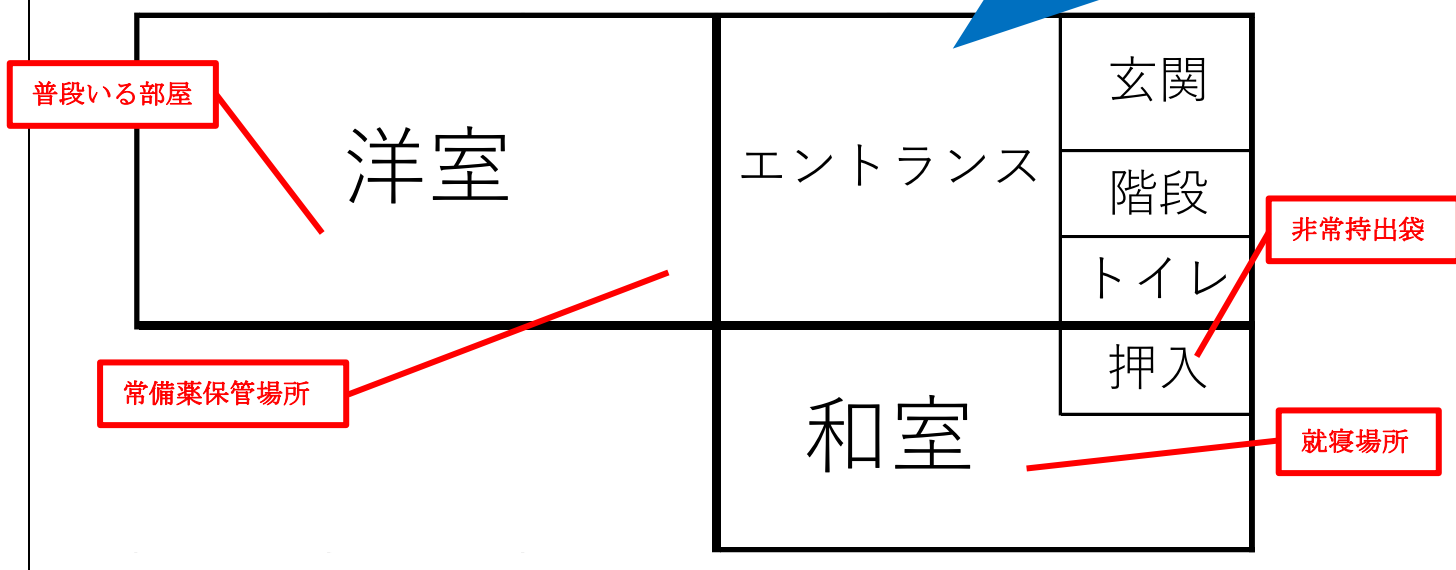 玄関
普段いる部屋
洋室
エントランス
階段
非常持出袋
トイレ
押入
常備薬保管場所
和室
就寝場所